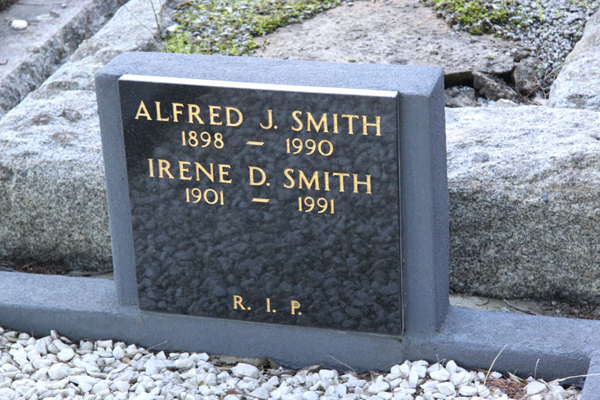 ALFRED J. SMITH
1898 – 1990
IRENE D. SMITH
1901 – 1991
R. I. P.